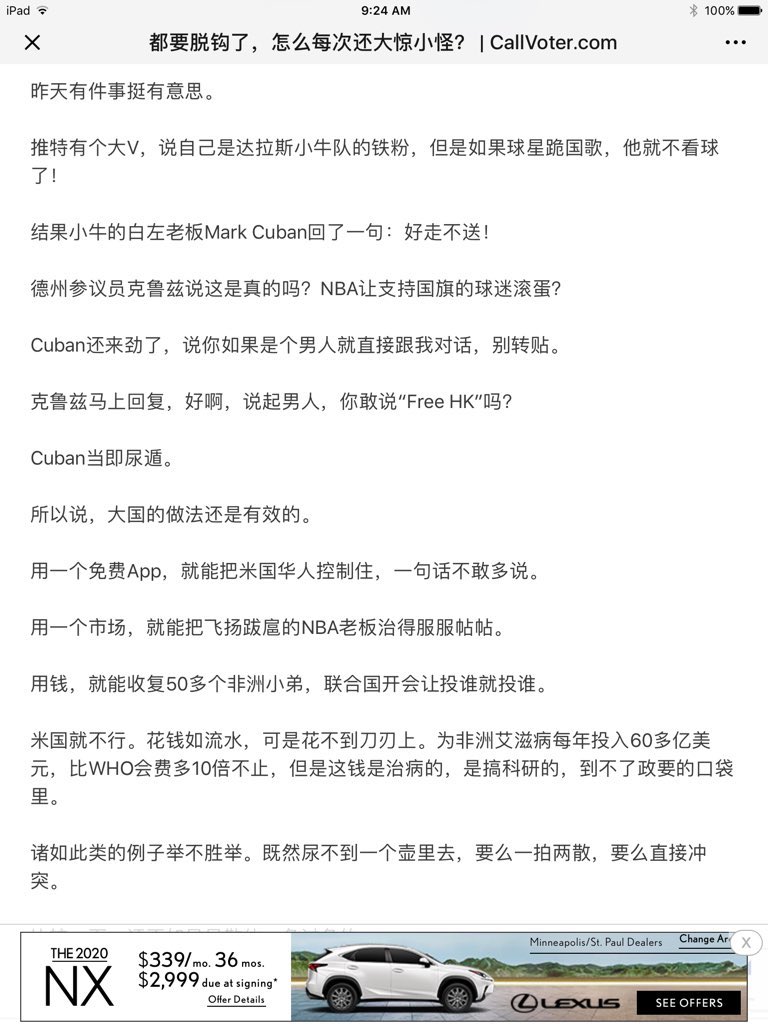 iPad
9:24 AM
100%
都要脱钩了，怎么每次还大惊小怪？ | CallVoter.com
昨天有件事挺有意思。
推特有个大V，说自己是达拉斯小牛队的铁粉，但是如果球星跪国歌，他就不看球
了！
结果小牛的白左老板Mark Cuban回了一句：好走不送！
德州参议员克鲁兹说这是真的吗？NBA让支持国旗的球迷滚蛋？
Cuban还来劲了，说你如果是个男人就直接跟我对话，别转贴。
克鲁兹马上回复，好啊，说起男人，你敢说“Free HK”吗？
Cuban当即尿遁。
所以说，大国的做法还是有效的。
用一个免费App，就能把米国华人控制住，一句话不敢多说。
用一个市场，就能把飞扬跋扈的NBA老板治得服服帖帖。
用钱，就能收复50多个非洲小弟，联合国开会让投谁就投谁。
米国就不行。花钱如流水，可是花不到刀刃上。为非洲艾滋病每年投入60多亿美
元，比WHO会费多10倍不止，但是这钱是治病的，是搞科研的，到不了政要的口袋
里。
诸如此类的例子举不胜举。既然尿不到一个壶里去，要么一拍两散，要么直接冲
突。
THE 2020
NX
$339/mo. 36 mos.
$2,999 due at signing*
Offer Details
Minneapolis/St. Paul Dealers
Change Ar
X
LEXUS
SEE OFFERS